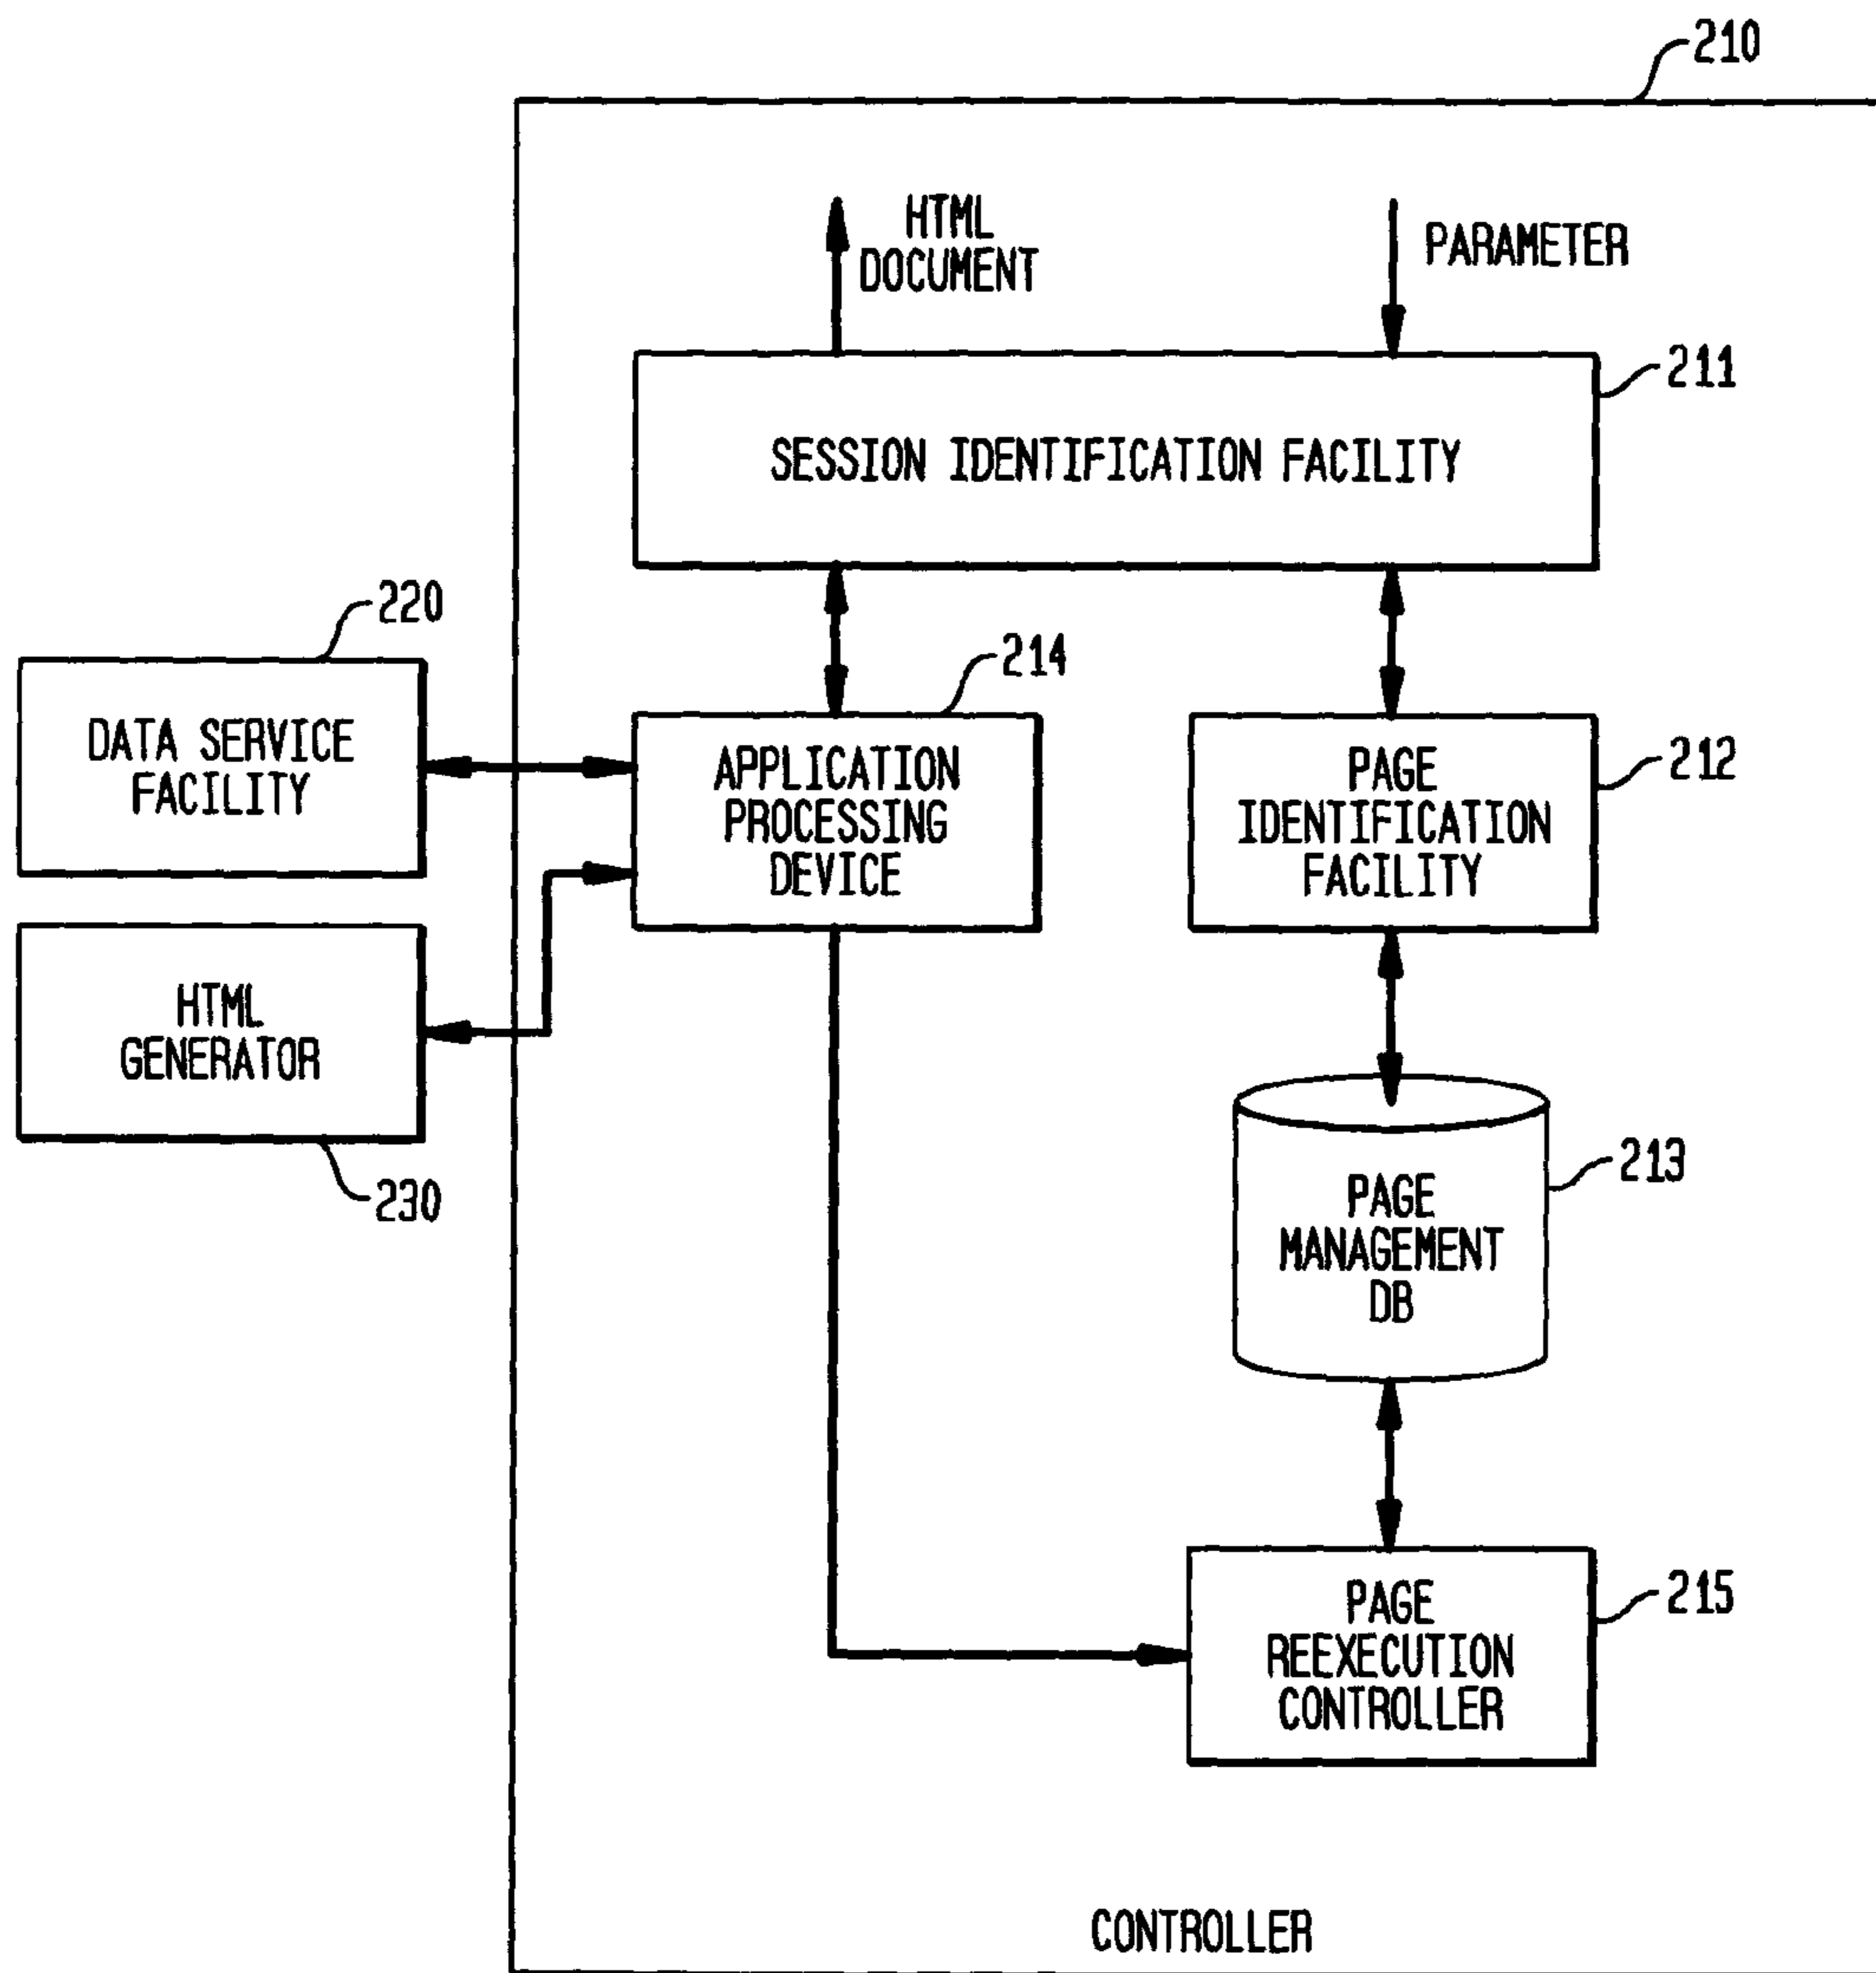 210
HTML
DOCUMENT
PARAMETER
211
SESSION IDENTIFICATION FACILITY
220
214
DATA SERVICE
FACILITY
APPLICATION
PROCESSING
DEVICE
PAGE
IDENTIFICATION
FACILITY
212
HTML
GENERATOR
230
PAGE
MANAGEMENT
DB
213
PAGE
REEXECUTION
CONTROLLER
215
CONTROLLER